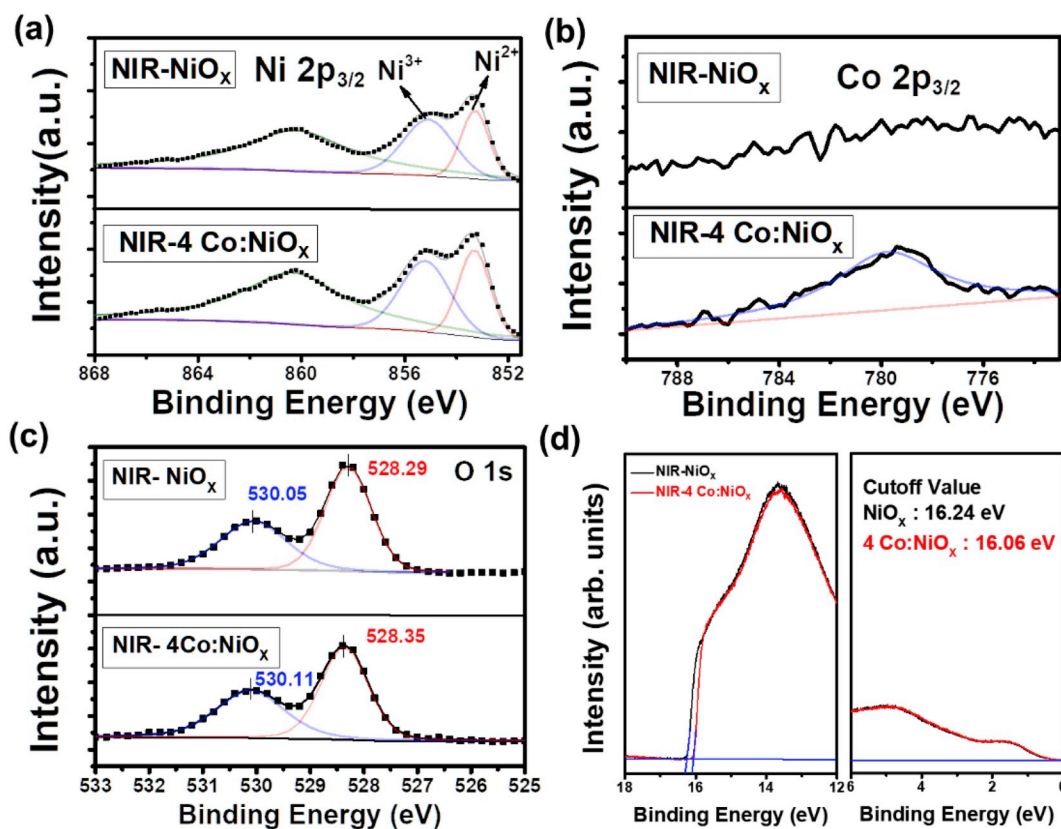 (a)
NIR-NiOx
Ni 2p3/2
Ni3+
Ni2+
Intensity(a.u.)
NIR-4 Co:NiOx
868 864 860 856 852
Binding Energy (eV)
(b)
NIR-NiOx
Co 2p3/2
Intensity (a.u.)
NIR-4 Co:NiOx
788 784 780 776
Binding Energy (eV)
(c)
NIR- NiOx
O 1s
528.29
530.05
Intensity (a.u.)
NIR- 4Co:NiOx
528.35
530.11
533 532 531 530 529 528 527 526 525
Binding Energy (eV)
(d)
NIR-NiOx
NIR-4 Co:NiOx
Cutoff Value
NiOx : 16.24 eV
4 Co:NiOx : 16.06 eV
Intensity (arb. units)
18 16 14 12 6 4 2 0
Binding Energy (eV) Binding Energy (eV)